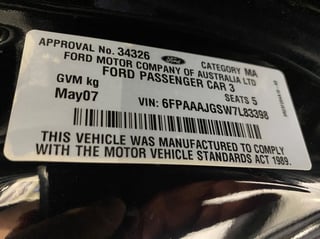 APPROVAL No. 34326 Ford CATEGORY MA
FORD MOTOR COMPANY OF AUSTRALIA LTD
FORD PASSENGER CAR 3
GVM kg SEATS 5
May07 VIN: 6FPAAAJGSW7L83398
THIS VEHICLE WAS MANUFACTURED TO COMPLY
WITH THE MOTOR VEHICLE STANDARDS ACT 1989.